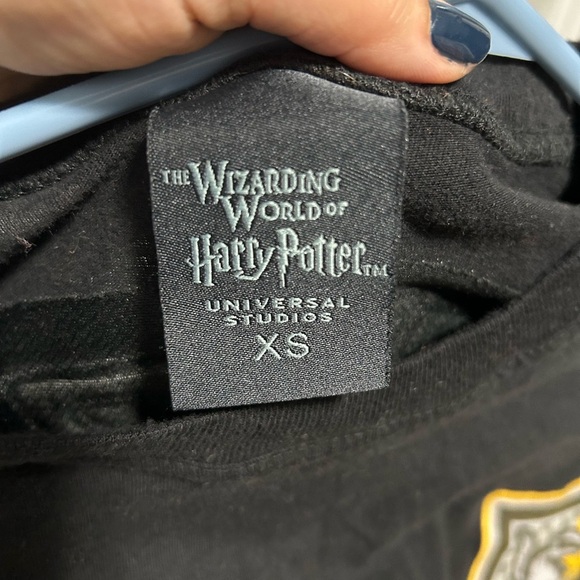 THE WIZARDING
WORLD OF
Harry Potter TM
UNIVERSAL
STUDIOS
XS